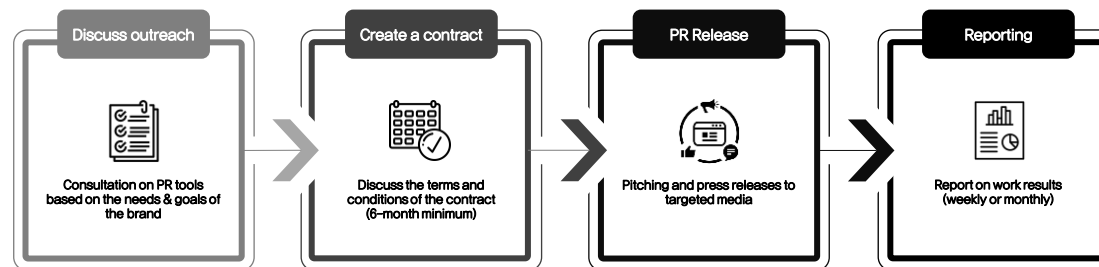 Discuss outreach
Consultation on PR tools
based on the needs & goals of
the brand
Create a contract
Discuss the terms and
conditions of the contract
(6-month minimum)
PR Release
Pitching and press releases to
targeted media
Reporting
Report on work results
(weekly or monthly)